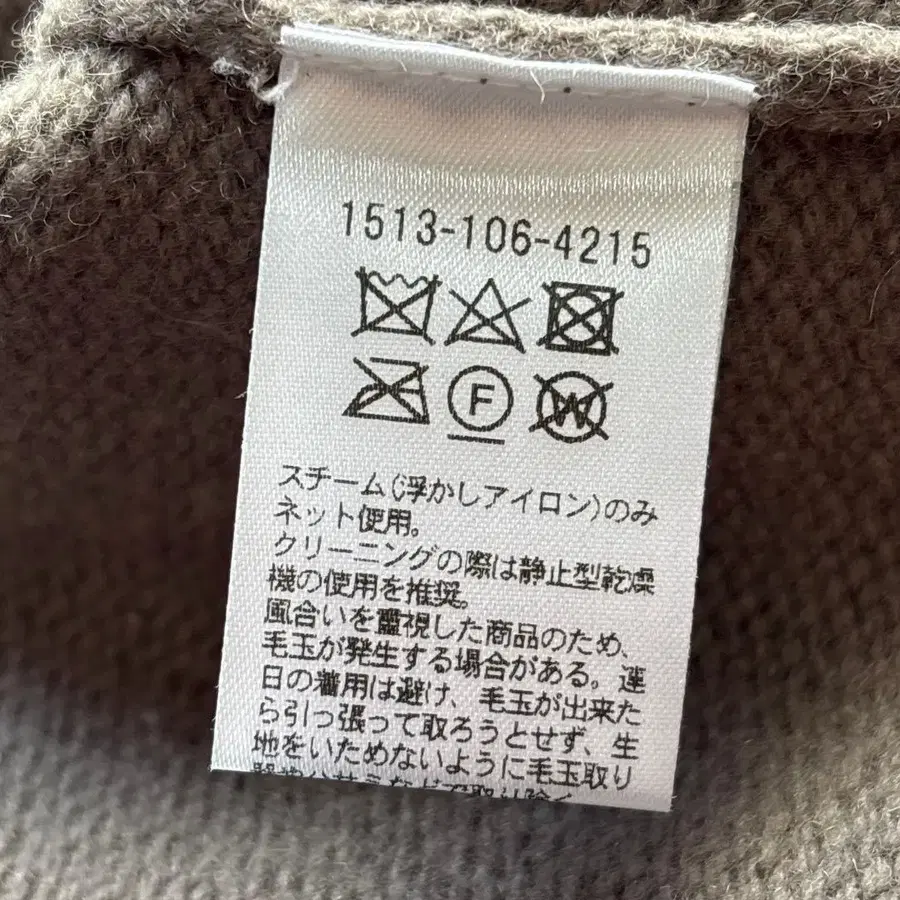 1513-106-4215
F
W
スチーム(浮かしアイロン)のみ
ネット使用。
クリーニングの際は静止型乾燥
機の使用を推奨。
風合いを重視した商品のため、
毛玉が発生する場合がある。連
日の着用は避け、毛玉が出来た
ら引っ張って取ろうとせず、生
地をいためないように毛玉取り